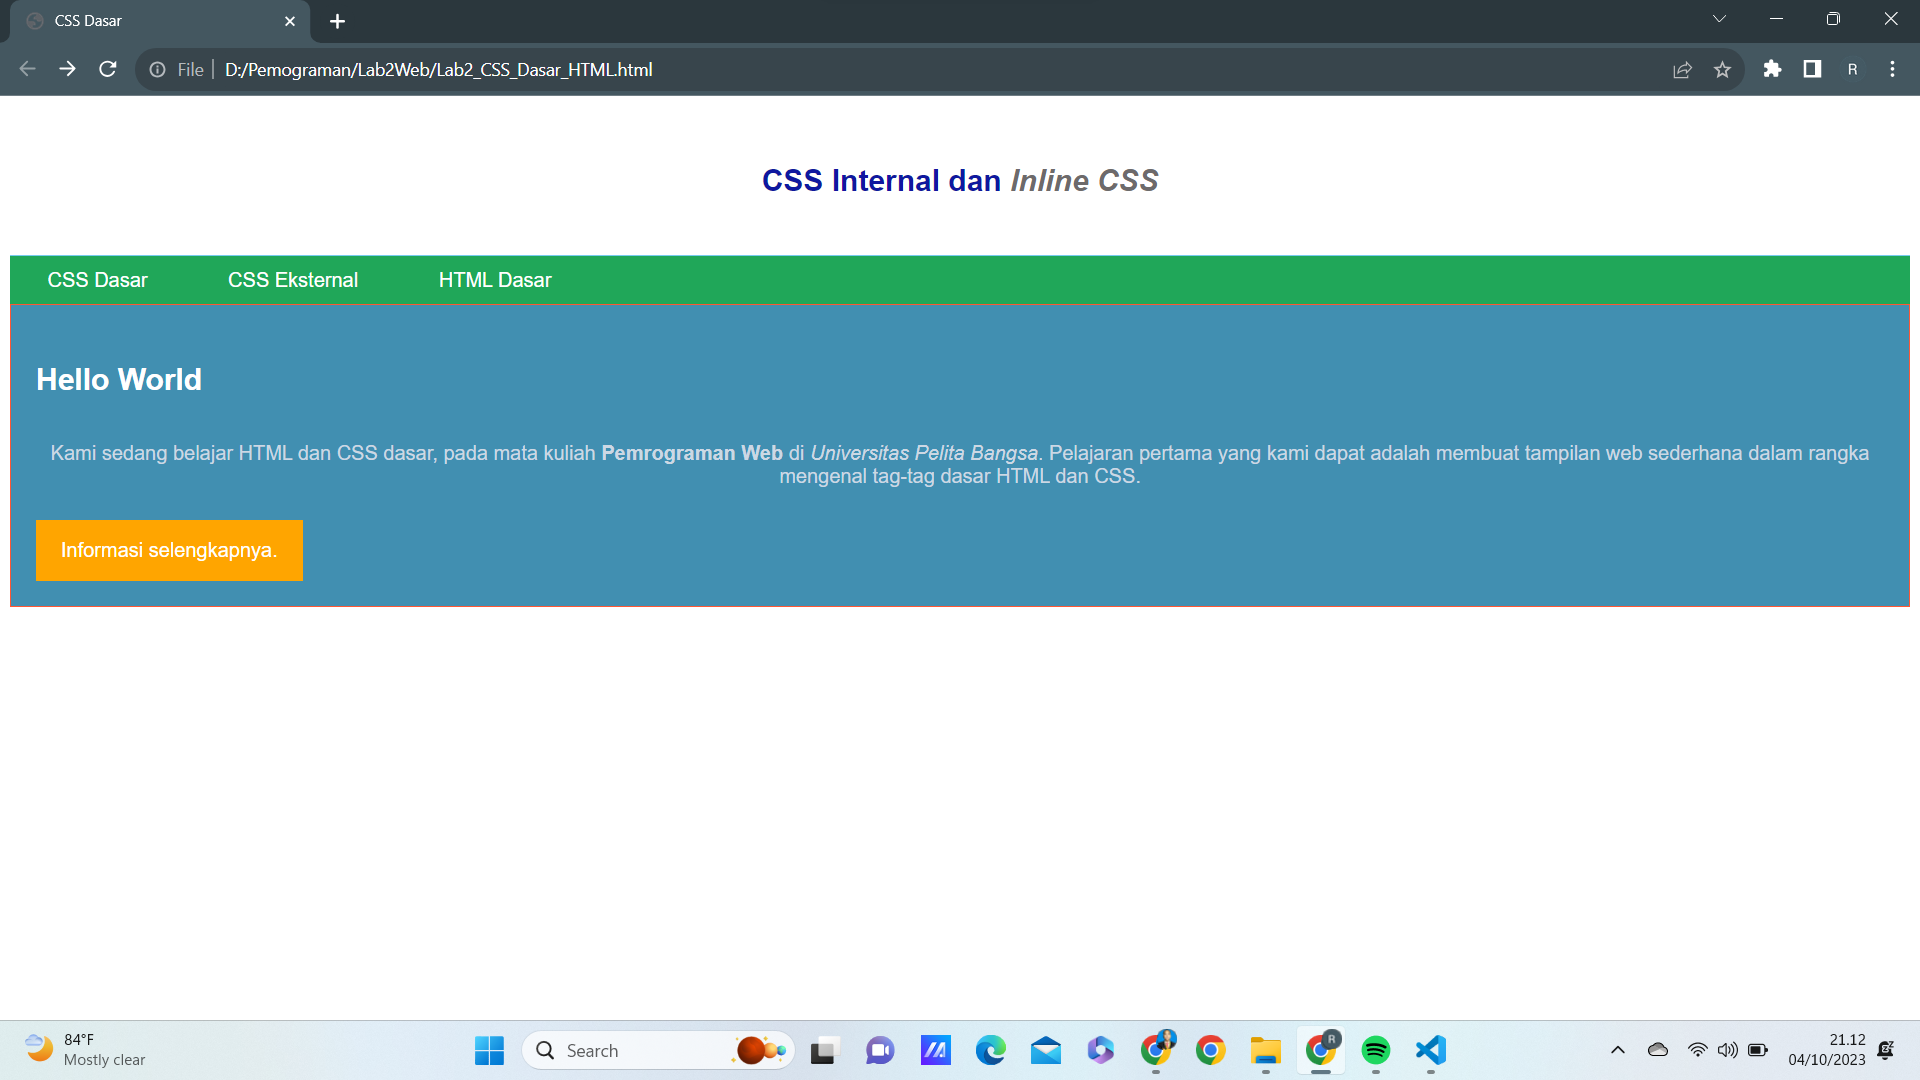 CSS Dasar
File
D:/Pemograman/Lab2Web/Lab2_CSS_Dasar_HTML.html
R
CSS Internal dan Inline CSS
CSS Dasar
CSS Eksternal
HTML Dasar
Hello World
Kami sedang belajar HTML dan CSS dasar, pada mata kuliah Pemrograman Web di Universitas Pelita Bangsa. Pelajaran pertama yang kami dapat adalah membuat tampilan web sederhana dalam rangka
mengenal tag-tag dasar HTML dan CSS.
Informasi selengkapnya.
84°F
Mostly clear
Search
R
21.12
04/10/2023